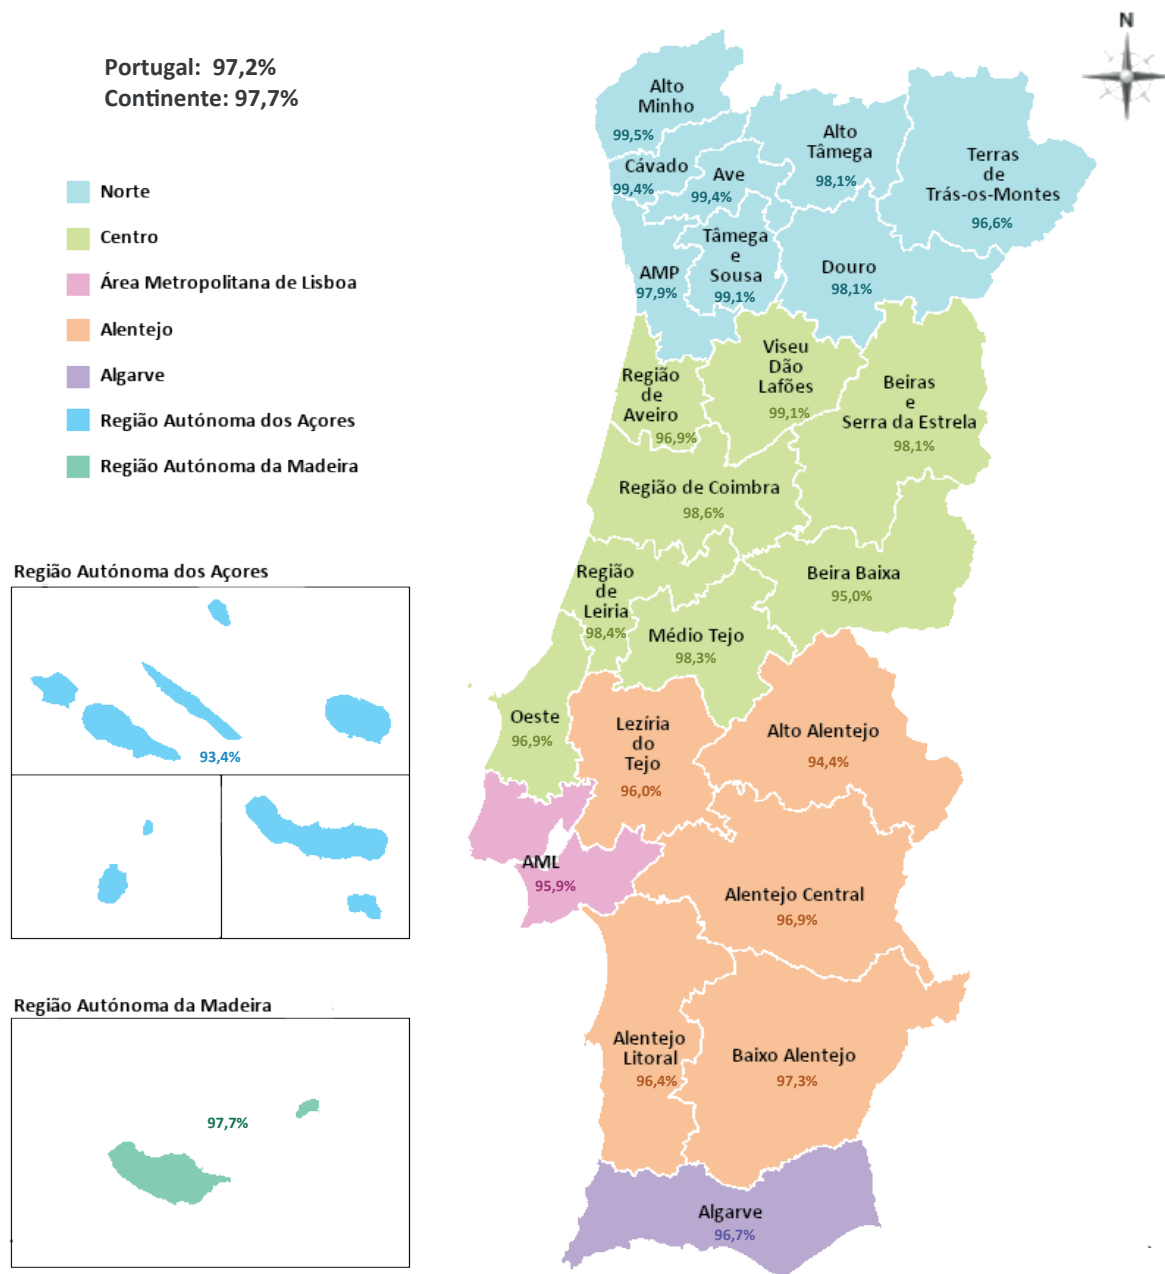 N
Portugal: 97,2%
Continente: 97,7%
Norte
Centro
Área Metropolitana de Lisboa
Alentejo
Algarve
Região Autónoma dos Açores
Região Autónoma da Madeira
Alto
Minho
99,5%
Cávado
99,4%
Ave
99,4%
Alto
Tâmega
98,1%
Terras
de
Trás-os-Montes
96,6%
AMP
97,9%
Tâmega
e
Sousa
99,1%
Douro
98,1%
Região
de
Aveiro
96,9%
Viseu
Dão
Lafões
99,1%
Beiras
e
Serra da Estrela
98,1%
Região de Coimbra
98,6%
Região
de
Leiria
98,4%
Médio Tejo
98,3%
Beira Baixa
95,0%
Oeste
96,9%
Lezíria
do
Tejo
96,0%
Alto Alentejo
94,4%
AML
95,9%
Alentejo Central
96,9%
Alentejo
Litoral
96,4%
Baixo Alentejo
97,3%
Algarve
96,7%
Região Autónoma dos Açores
93,4%
Região Autónoma da Madeira
97,7%